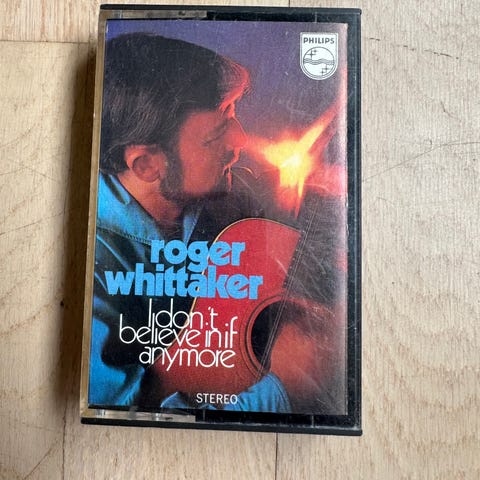 PHILIPS
roger
whittaker
I don't
believe in if
anymore
STEREO